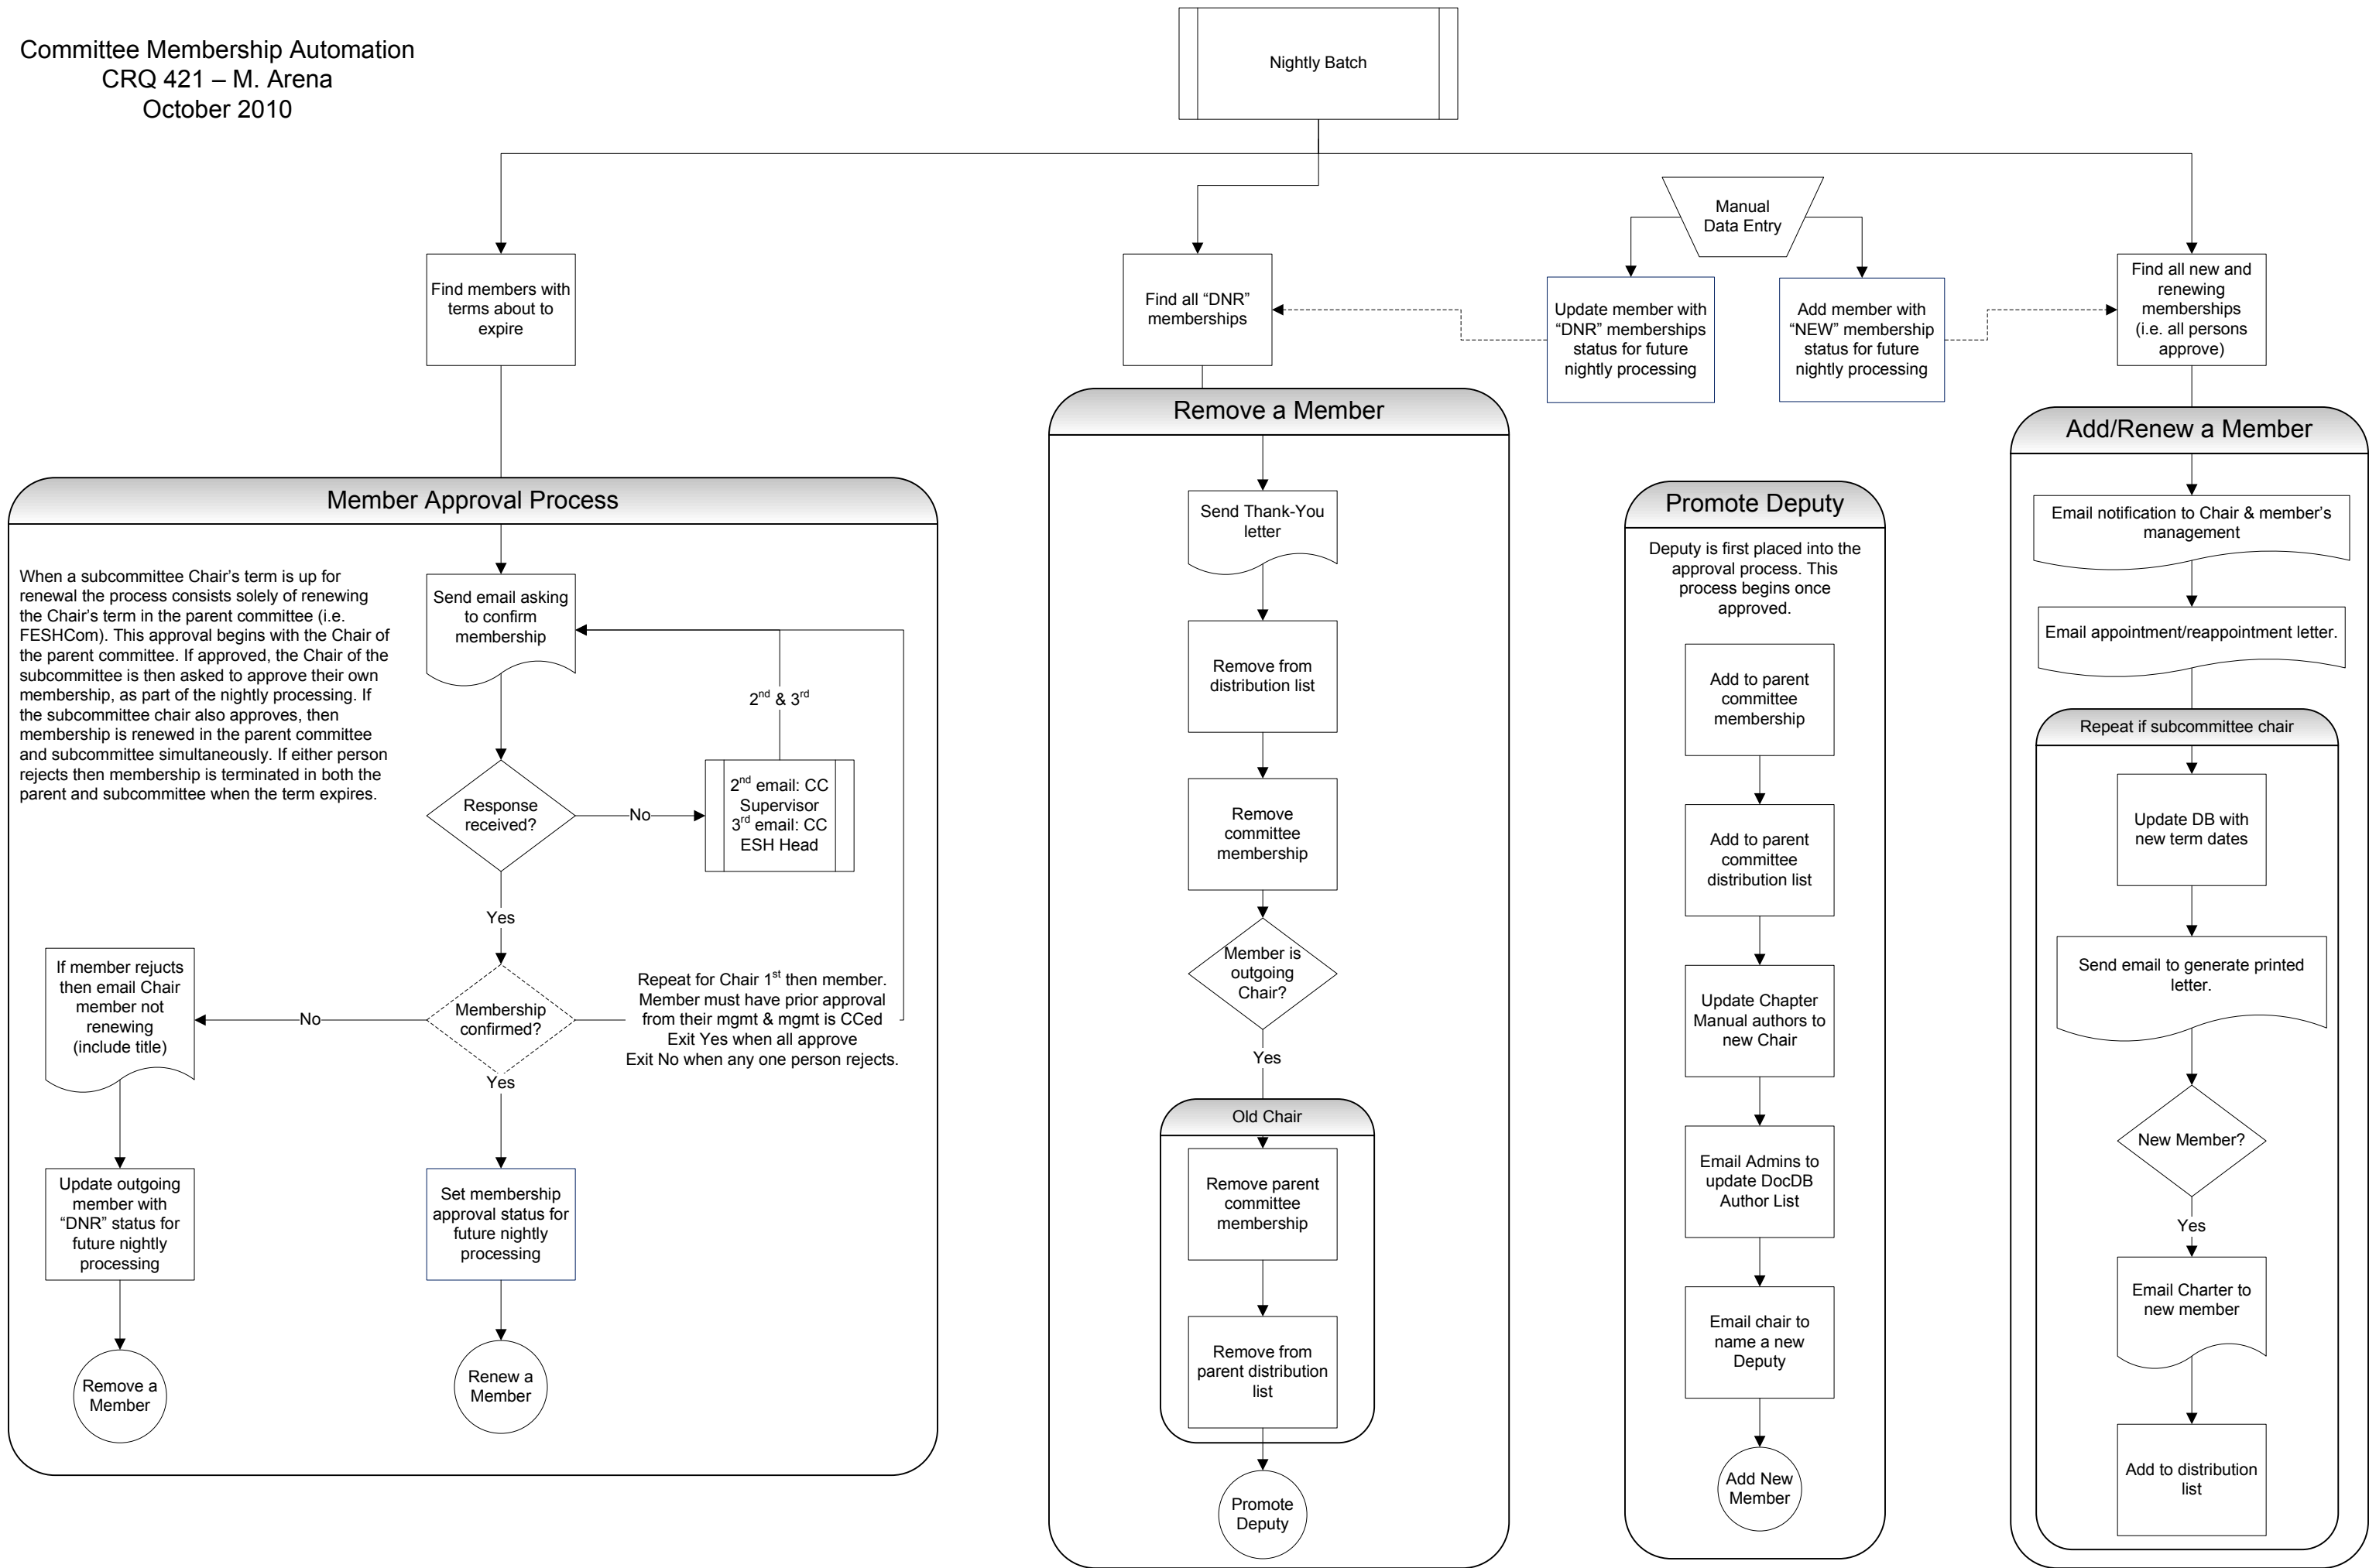 Committee Membership Automation
CRQ 421 – M. Arena
October 2010
Nightly Batch
Manual
Data Entry
Find members with
terms about to
expire
Find all “DNR”
memberships
Update member with
“DNR” memberships
status for future
nightly processing
Add member with
“NEW” membership
status for future
nightly processing
Find all new and
renewing
memberships
(i.e. all persons
approve)
Member Approval Process
When a subcommittee Chair’s term is up for
renewal the process consists solely of renewing
the Chair’s term in the parent committee (i.e.
FESHCom). This approval begins with the Chair of
the parent committee. If approved, the Chair of the
subcommittee is then asked to approve their own
membership, as part of the nightly processing. If
the subcommittee chair also approves, then
membership is renewed in the parent committee
and subcommittee simultaneously. If either person
rejects then membership is terminated in both the
parent and subcommittee when the term expires.
Send email asking
to confirm
membership
2nd & 3rd
Response
received?
No
2nd email: CC
Supervisor
3rd email: CC
ESH Head
Yes
Membership
confirmed?
Repeat for Chair 1st then member.
Member must have prior approval
from their mgmt & mgmt is CCed
Exit Yes when all approve
Exit No when any one person rejects.
No
If member rejucts
then email Chair
member not
renewing
(include title)
Yes
Update outgoing
member with
“DNR” status for
future nightly
processing
Set membership
approval status for
future nightly
processing
Remove a
Member
Renew a
Member
Remove a Member
Send Thank-You
letter
Remove from
distribution list
Remove
committee
membership
Member is
outgoing
Chair?
Yes
Old Chair
Remove parent
committee
membership
Remove from
parent distribution
list
Promote
Deputy
Promote Deputy
Deputy is first placed into the
approval process. This
process begins once
approved.
Add to parent
committee
membership
Add to parent
committee
distribution list
Update Chapter
Manual authors to
new Chair
Email Admins to
update DocDB
Author List
Email chair to
name a new
Deputy
Add New
Member
Add/Renew a Member
Email notification to Chair & member’s
management
Email appointment/reappointment letter.
Repeat if subcommittee chair
Update DB with
new term dates
Send email to generate printed
letter.
New Member?
Yes
Email Charter to
new member
Add to distribution
list